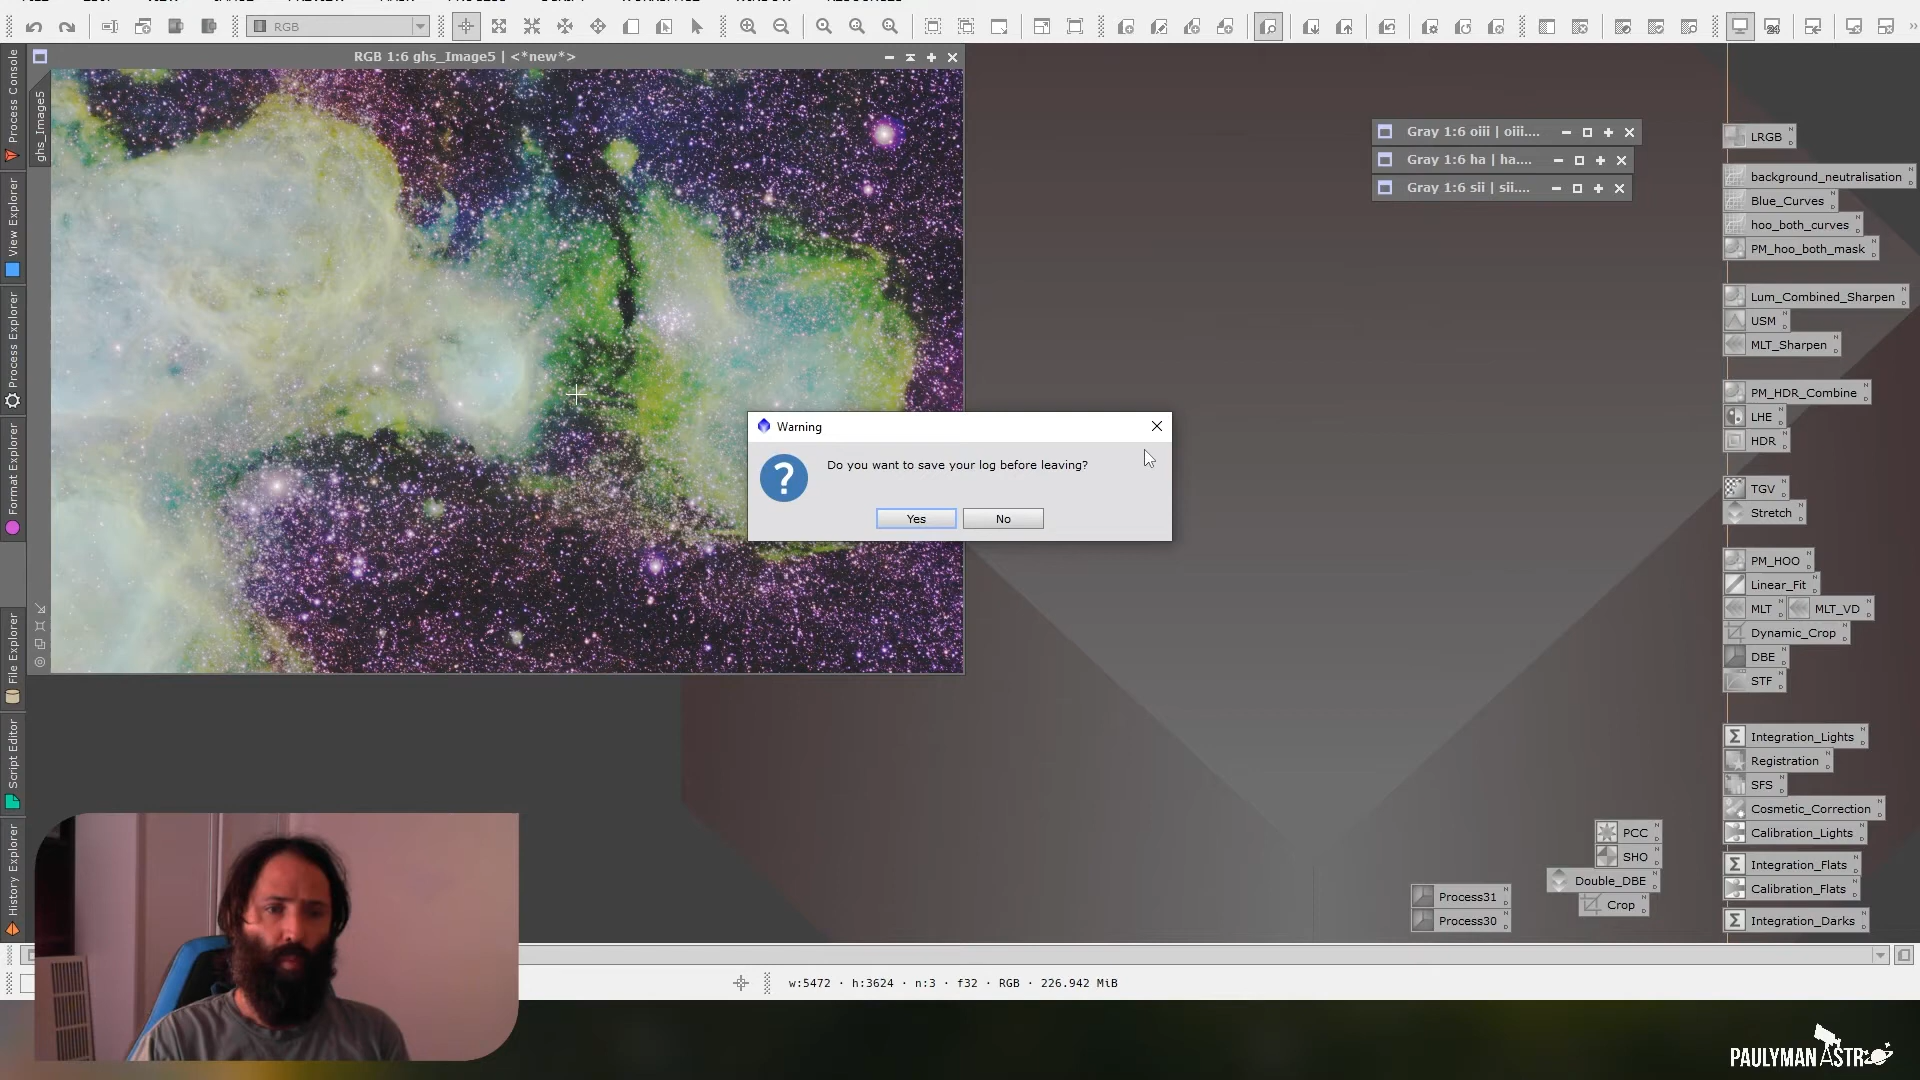 RGB
RGB 1:6 ghs_Image5 | <*new*>
ghs_Image5
Process Console
View Explorer
Process Explorer
Format Explorer
File Explorer
Script Editor
History Explorer
Gray 1:6 oiii | oiii....
Gray 1:6 ha | ha....
Gray 1:6 sii | sii....
Warning
Do you want to save your log before leaving?
Yes
No
LRGB
background_neutralisation
Blue_Curves
hoo_both_curves
PM_hoo_both_mask
Lum_Combined_Sharpen
USM
MLT_Sharpen
PM_HDR_Combine
LHE
HDR
TGV
Stretch
PM_HOO
Linear_Fit
MLT MLT_VD
Dynamic_Crop
DBE
STF
Integration_Lights
Registration
SFS
Cosmetic_Correction
Calibration_Lights
Integration_Flats
Calibration_Flats
Integration_Darks
PCC
SHO
Double_DBE
Crop
Process31
Process30
w:5472 · h:3624 · n:3 · f32 · RGB · 226.942 MiB
PAULYMAN ASTRO